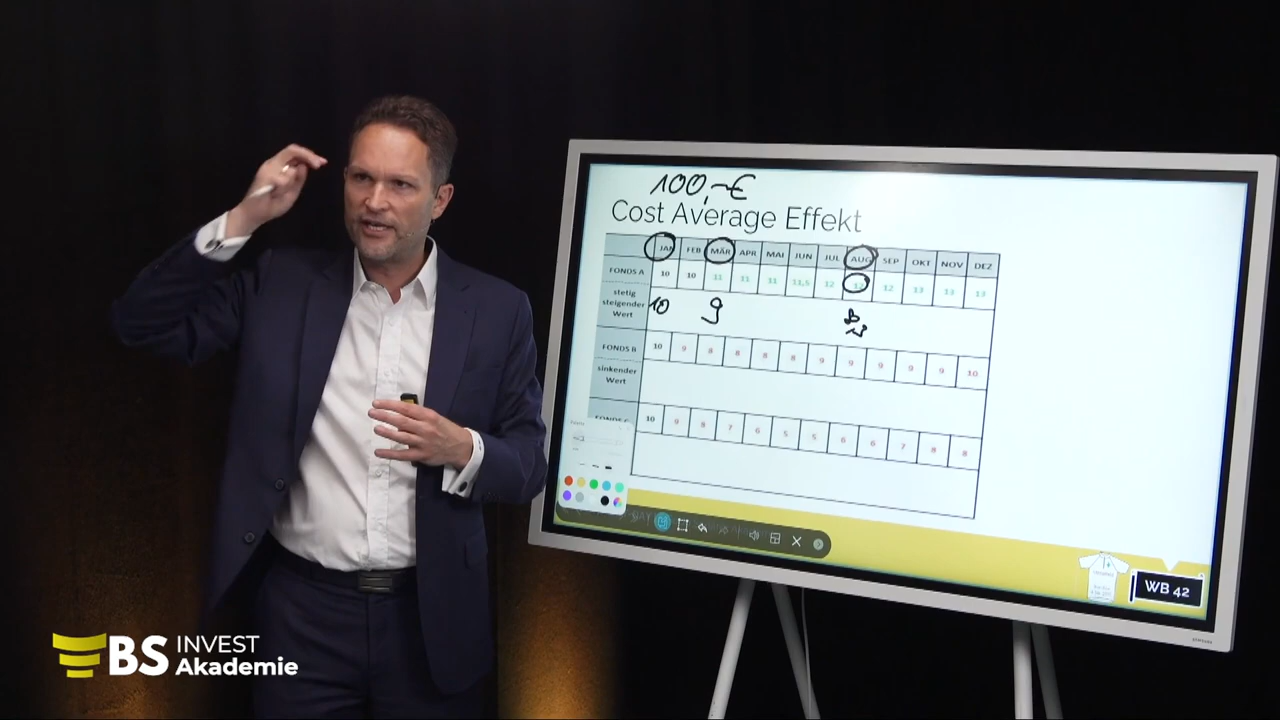 100,-€
Cost Average Effekt
JAN FEB MÄR APR MAI JUN JUL AUG SEP OKT NOV DEZ
FONDS A 10 10 11 11 11 11,5 12 12 12 13 13 13
stetig
steigender
Wert
10 9 8
FONDS B 10 9 8 8 8 8 9 9 9 9 9 10
sinkender
Wert
10 9 8 7 6 5 5 6 6 7 8 8
WB 42
BS INVEST
Akademie